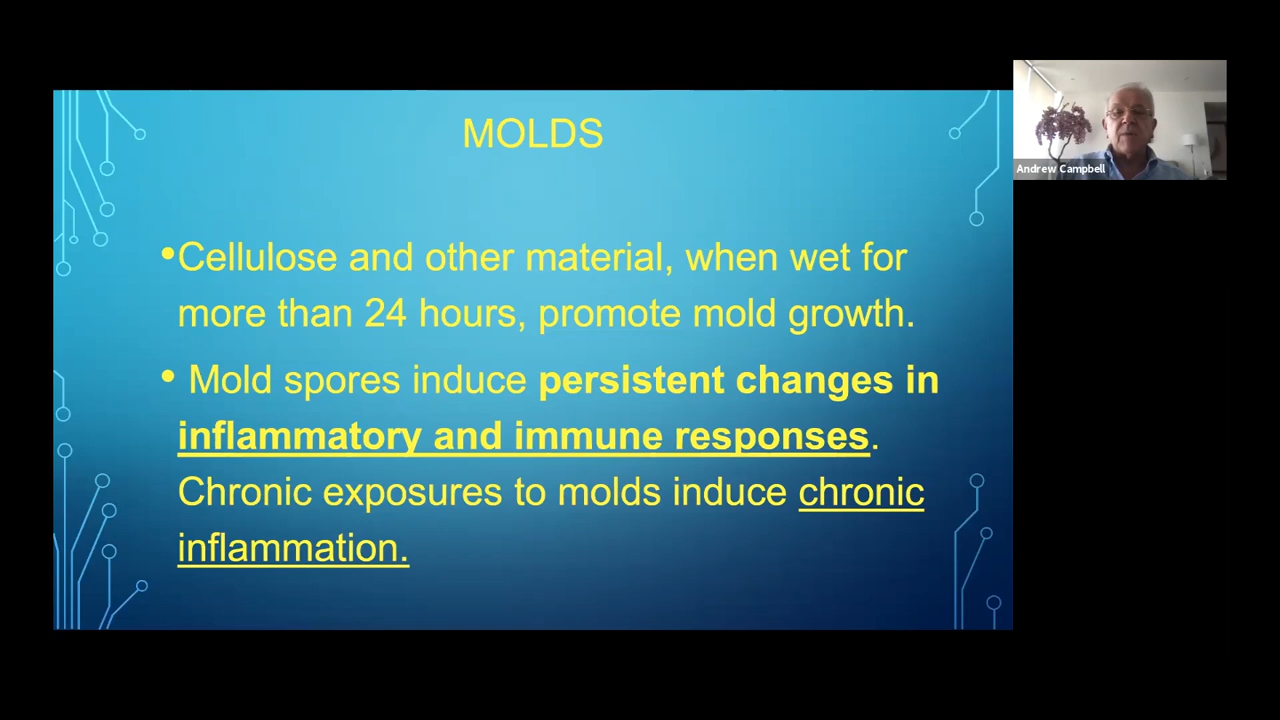 MOLDS
•Cellulose and other material, when wet for
more than 24 hours, promote mold growth.
• Mold spores induce persistent changes in
inflammatory and immune responses.
Chronic exposures to molds induce chronic
inflammation.
Andrew Campbell